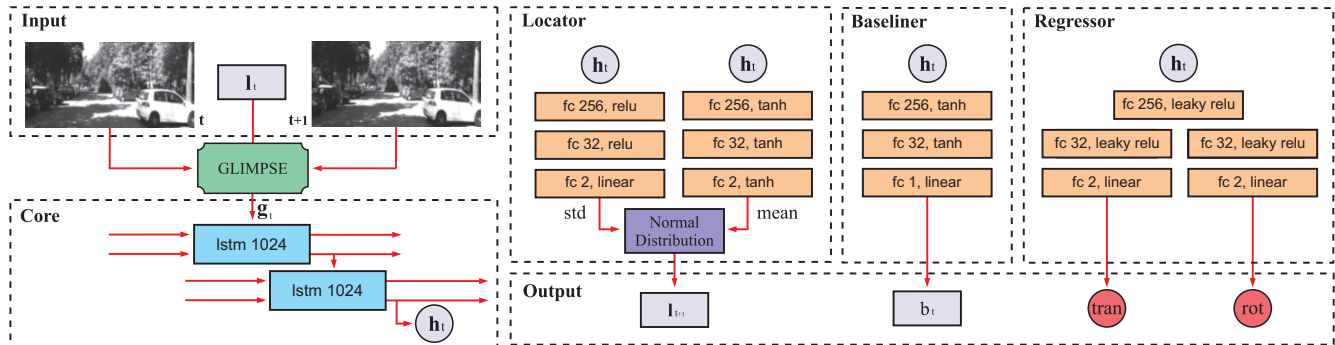 Input
l t
t
t+1
GLIMPSE
Core
g t
lstm 1024
lstm 1024
h t
Locator
h t
h t
fc 256, relu
fc 256, tanh
fc 32, relu
fc 32, tanh
fc 2, linear
fc 2, tanh
std
Normal
Distribution
mean
Baseliner
h t
fc 256, tanh
fc 32, tanh
fc 1, linear
Regressor
h t
fc 256, leaky relu
fc 32, leaky relu
fc 32, leaky relu
fc 2, linear
fc 2, linear
Output
l t+1
b t
tran
rot